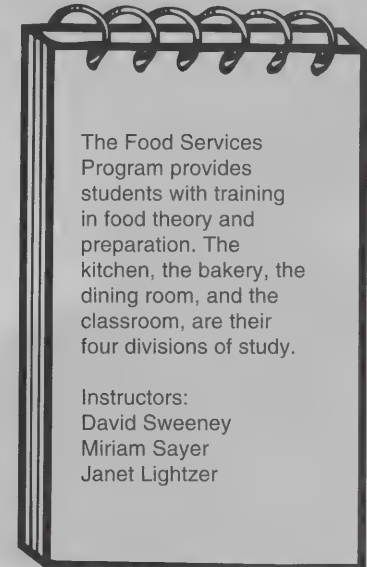 The Food Services
Program provides
students with training
in food theory and
preparation. The
kitchen, the bakery, the
dining room, and the
classroom, are their
four divisions of study.
Instructors:
David Sweeney
Miriam Sayer
Janet Lightzer